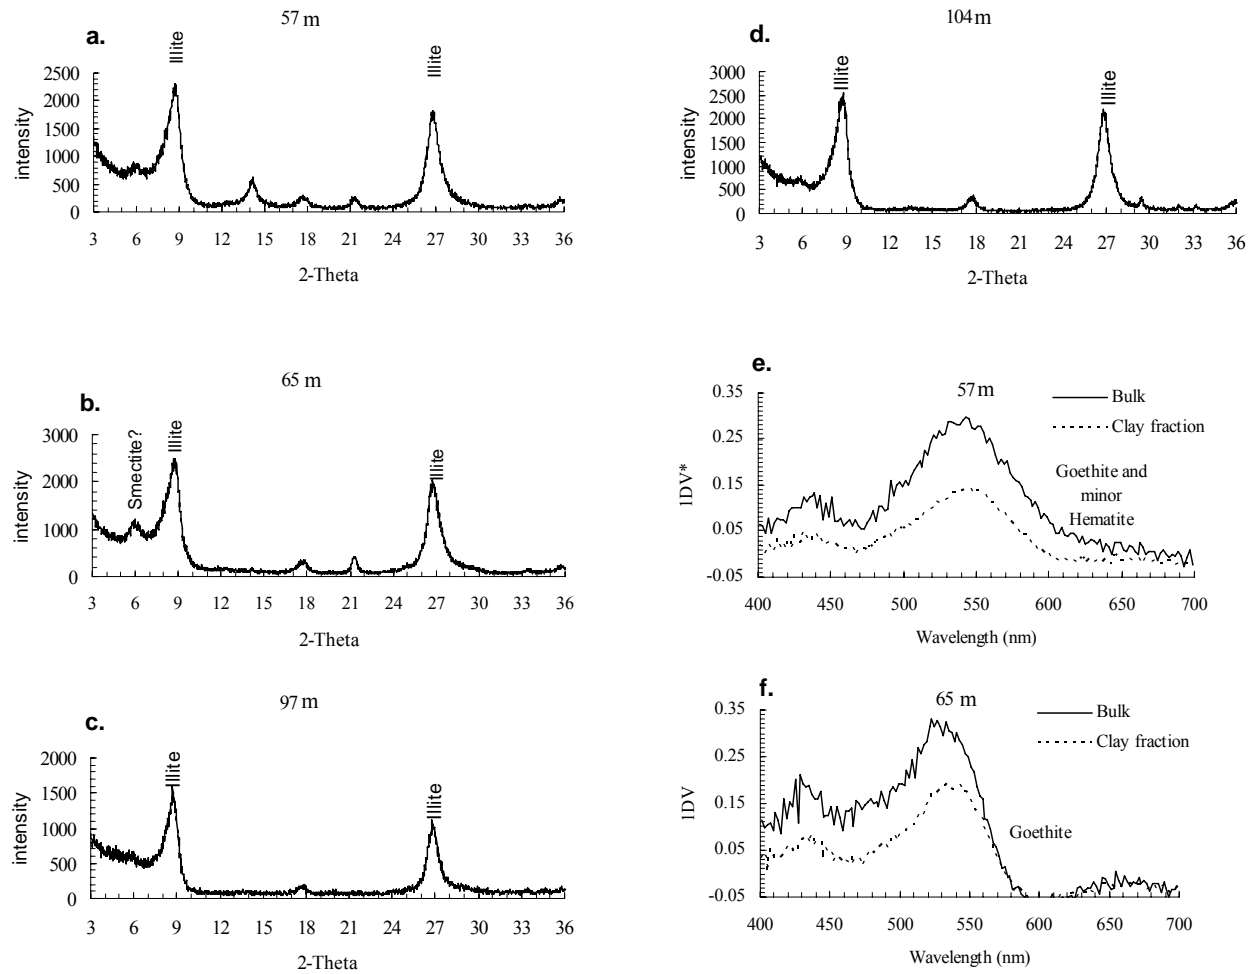 57 m
a.
Illite
Illite
intensity
2500
2000
1500
1000
500
0
3 6 9 12 15 18 21 24 27 30 33 36
2-Theta
65 m
b.
Smectite?
Illite
Illite
intensity
3000
2000
1000
0
3 6 9 12 15 18 21 24 27 30 33 36
2-Theta
97 m
c.
Illite
Illite
intensity
2000
1500
1000
500
0
3 6 9 12 15 18 21 24 27 30 33 36
2-Theta
104 m
d.
Illite
Illite
intensity
3000
2500
2000
1500
1000
500
0
3 6 9 12 15 18 21 24 27 30 33 36
2-Theta
e.
57 m
Bulk
Clay fraction
Goethite and
minor
Hematite
1DV*
0.35
0.25
0.15
0.05
-0.05
400 450 500 550 600 650 700
Wavelength (nm)
f.
65 m
Bulk
Clay fraction
Goethite
1DV
0.35
0.25
0.15
0.05
-0.05
400 450 500 550 600 650 700
Wavelength (nm)